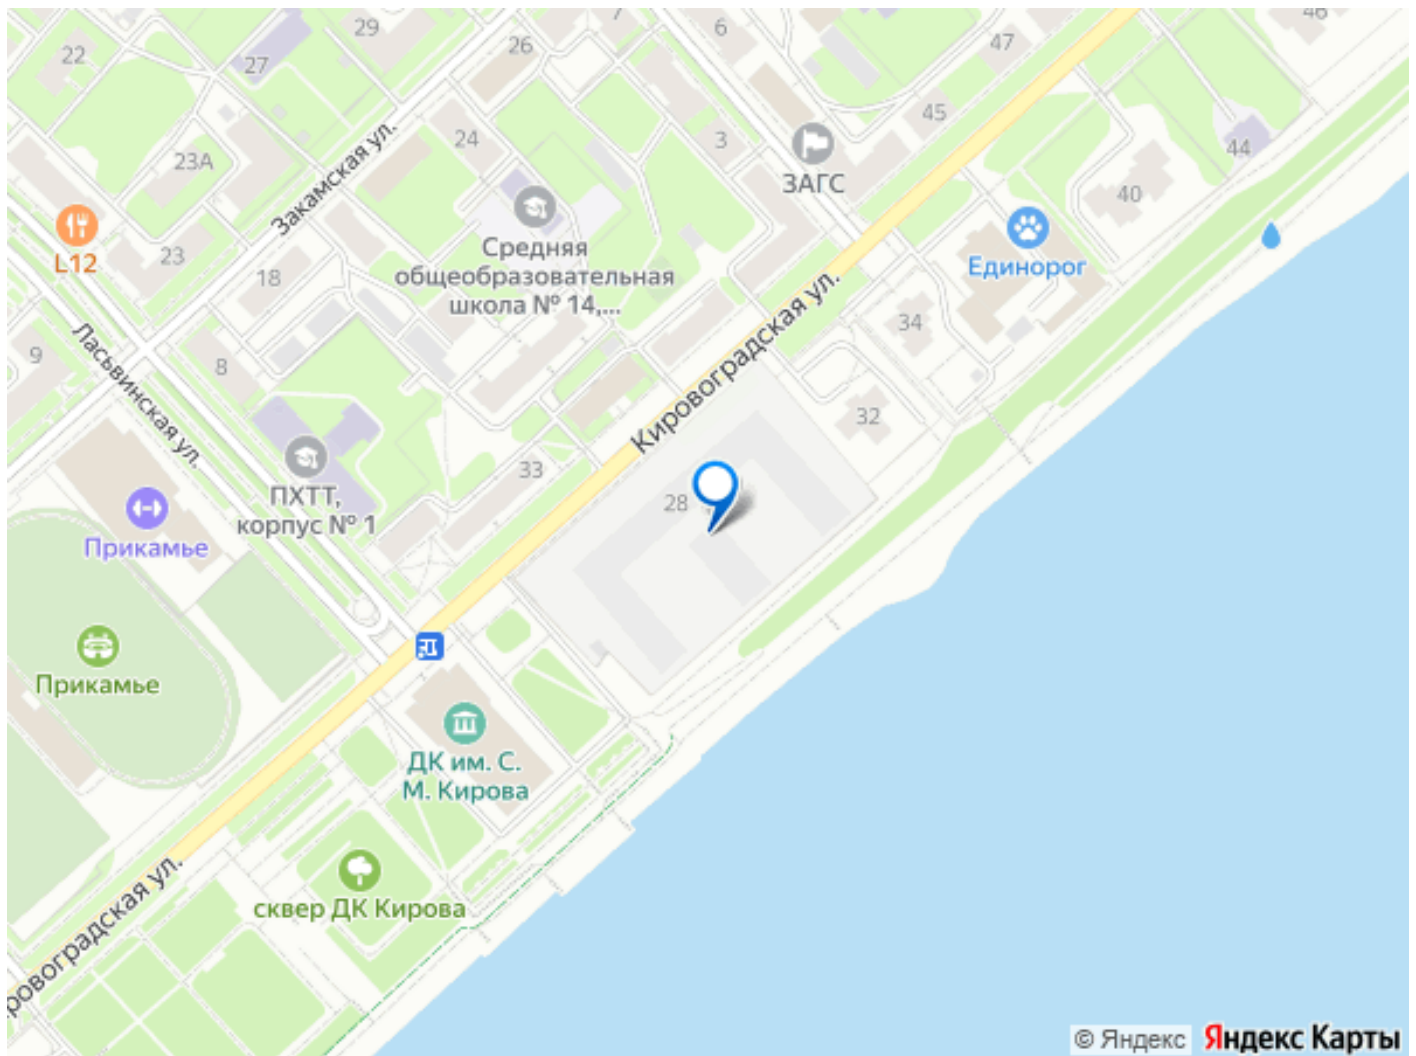 29
7
6
46
22
27
26
47
45
24
3
44
23А
Закамская ул.
ЗАГС
40
L12
23
18
Средняя
общеобразовательная
школа № 14,...
Единорог
9
8
Ласьвинская ул.
34
Кировоградская ул.
32
33
28
ПХТТ,
корпус № 1
Прикамье
Прикамье
ДК им. С.
М. Кирова
сквер ДК Кирова
ровоградская ул.
© Яндекс
Яндекс Карты